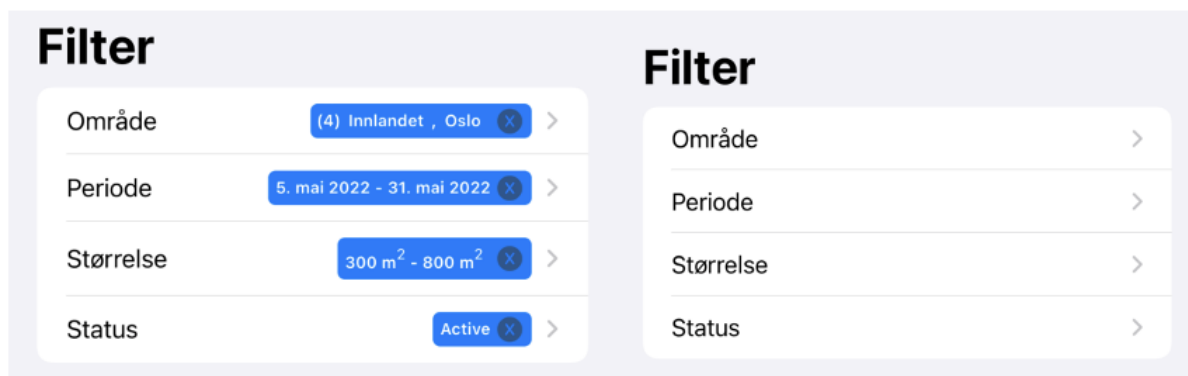 Filter
Område (4) Innlandet , Oslo X
Periode 5. mai 2022 - 31. mai 2022 X
Størrelse 300 m² - 800 m² X
Status Active X
Filter
Område
Periode
Størrelse
Status